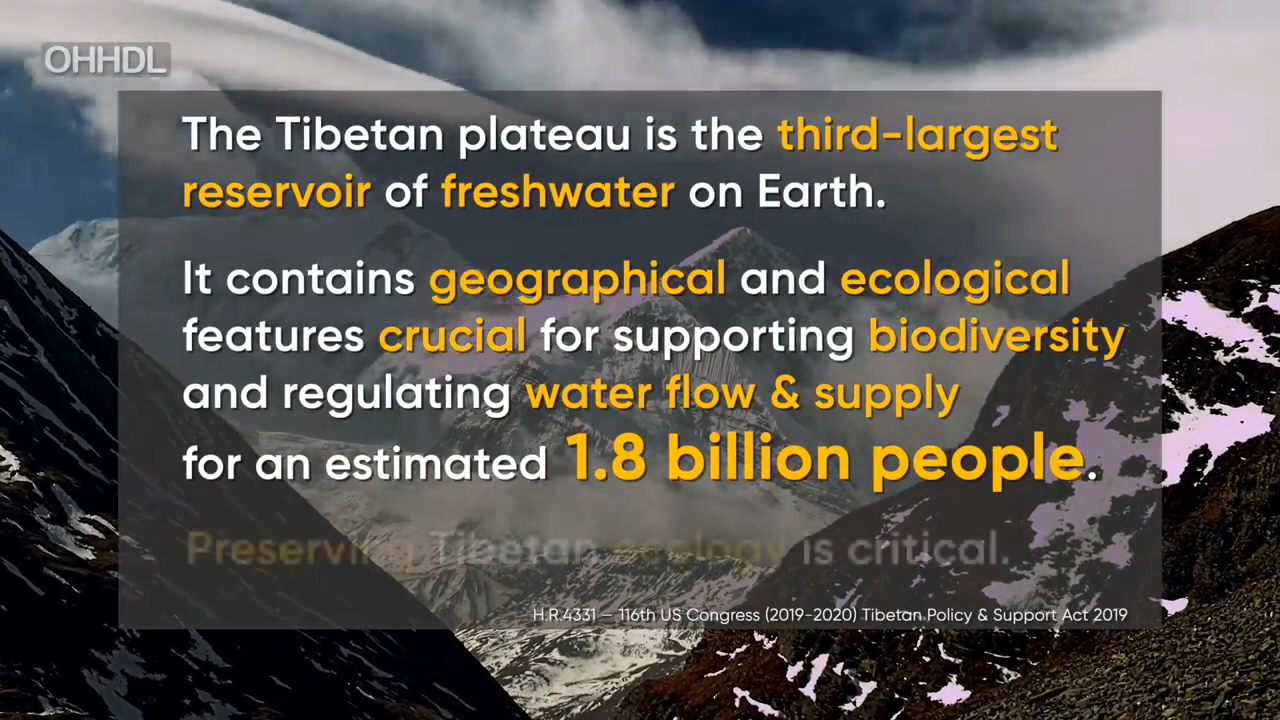 OHHDL
The Tibetan plateau is the third-largest
reservoir of freshwater on Earth.
It contains geographical and ecological
features crucial for supporting biodiversity
and regulating water flow & supply
for an estimated 1.8 billion people.
Preserving Tibetan ecology is critical.
H.R.4331 – 116th US Congress (2019-2020) Tibetan Policy & Support Act 2019